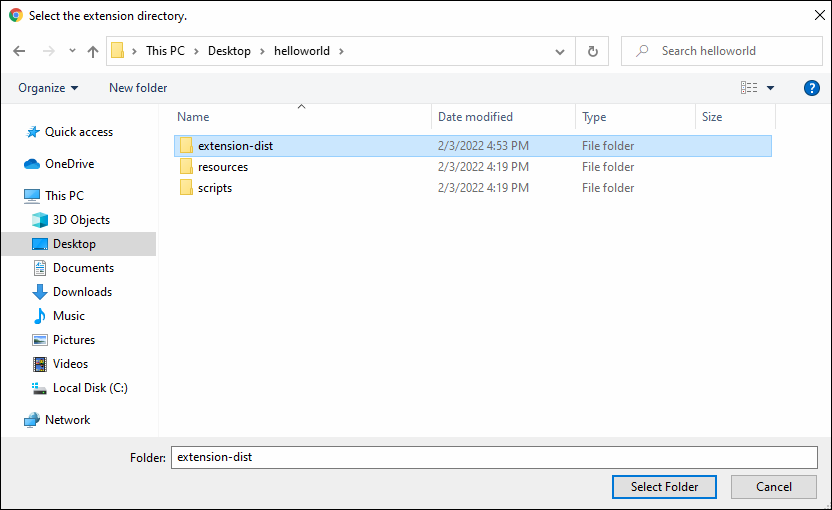 Select the extension directory.
This PC > Desktop > helloworld >
Search helloworld
Organize
New folder
?
Name Date modified Type Size
Quick access
OneDrive
This PC
3D Objects
Desktop
Documents
Downloads
Music
Pictures
Videos
Local Disk (C:)
Network
extension-dist 2/3/2022 4:53 PM File folder
resources 2/3/2022 4:19 PM File folder
scripts 2/3/2022 4:19 PM File folder
Folder: extension-dist
Select Folder
Cancel